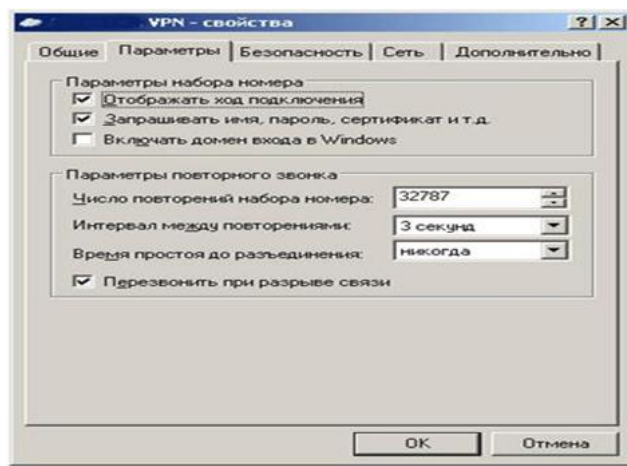 VPN - свойства
Общие Параметры Безопасность Сеть Дополнительно
Параметры набора номера
Отображать ход подключения
Запрашивать имя, пароль, сертификат и т.д.
Включать домен входа в Windows
Параметры повторного звонка
Число повторений набора номера: 32787
Интервал между повторениями: 3 секунд
Время простоя до разъединения: никогда
Перезвонить при разрыве связи
OK Отмена